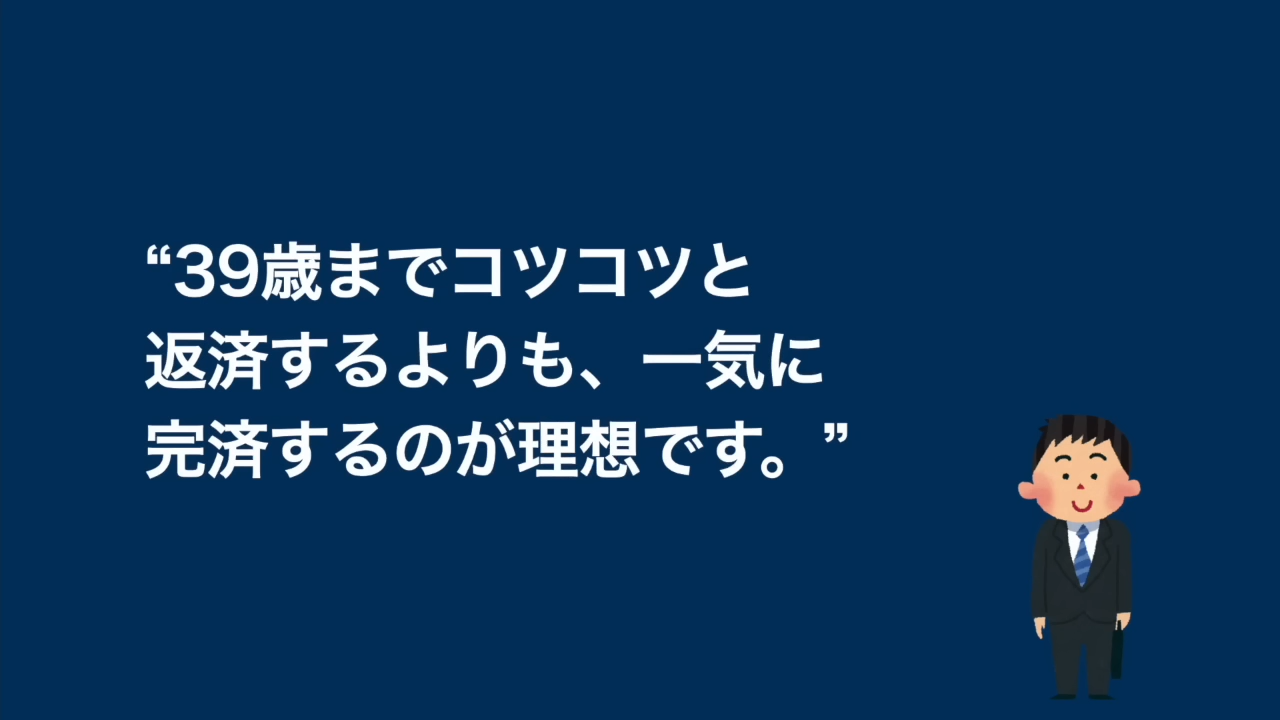 “39歳までコツコツと
返済するよりも、一気に
完済するのが理想です。”